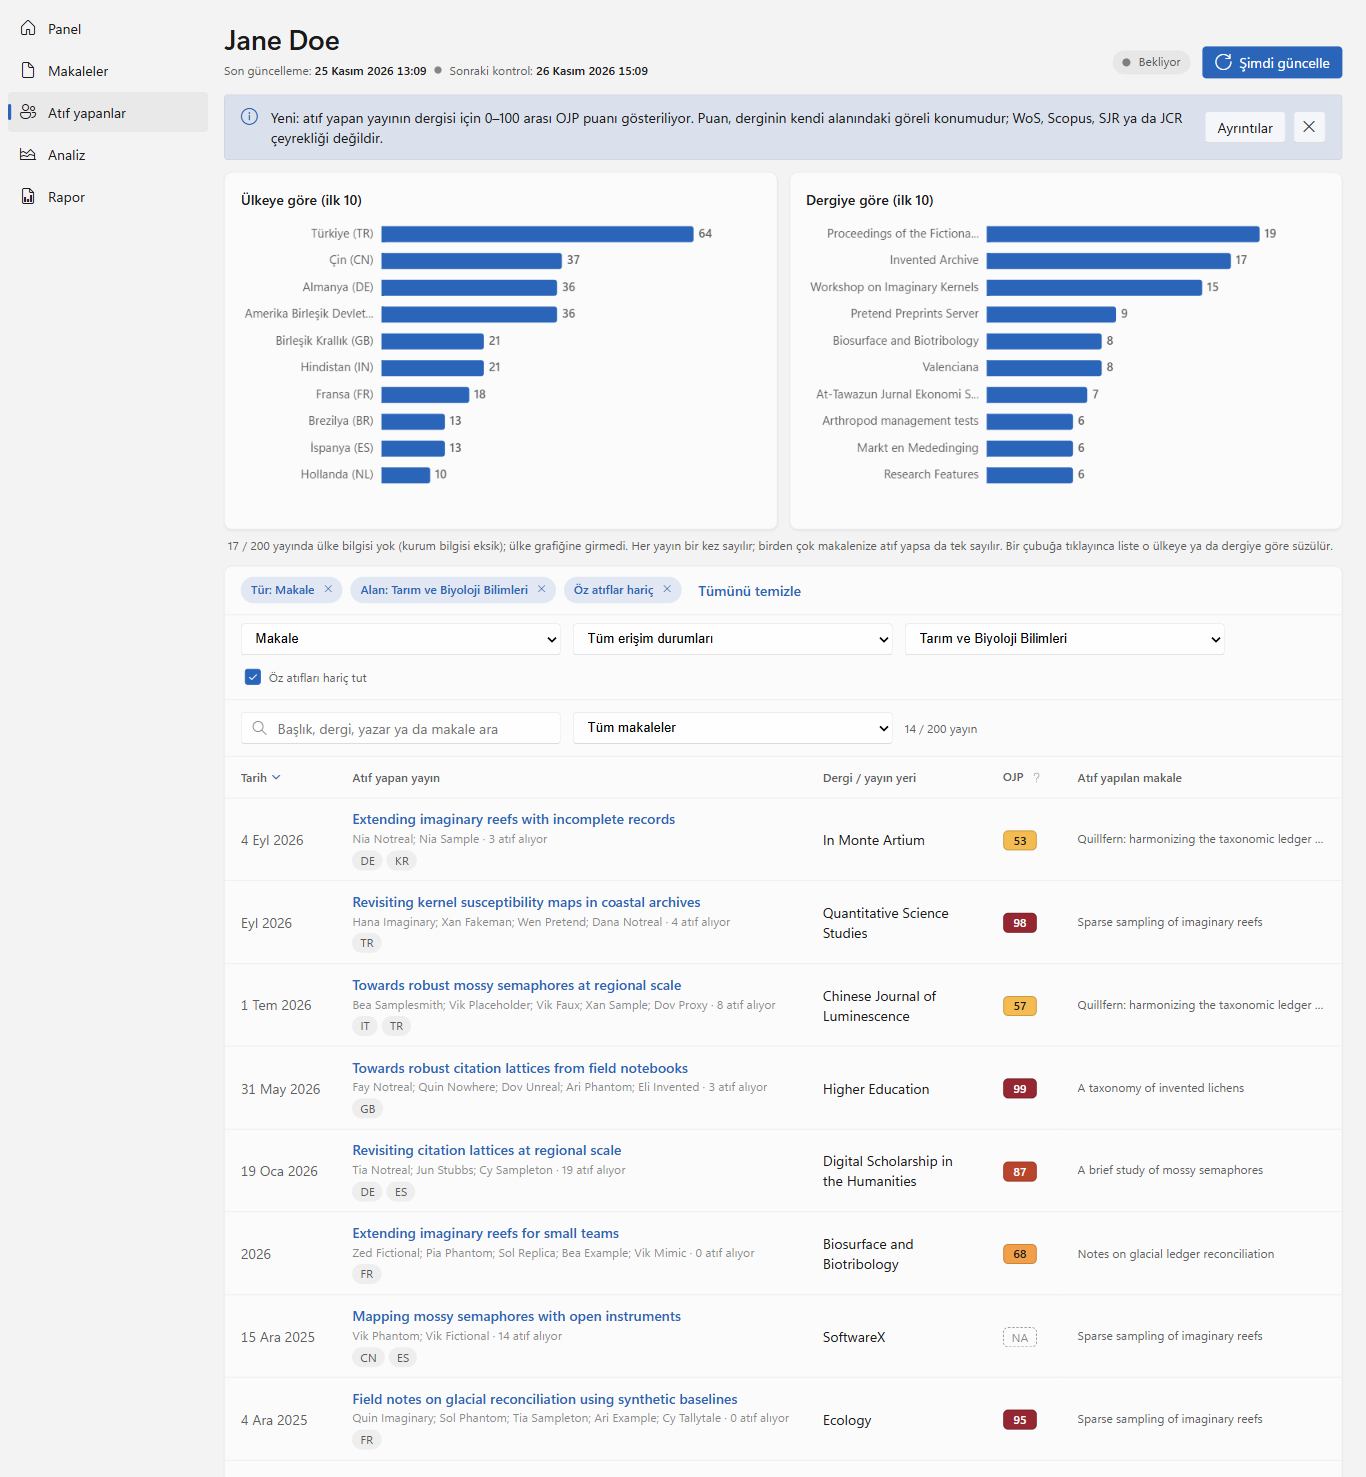 Panel
Makaleler
Atıf yapanlar
Analiz
Rapor
Jane Doe
Son güncelleme: 25 Kasım 2026 13:09 Sonraki kontrol: 26 Kasım 2026 15:09
Bekliyor
Şimdi güncelle
Yeni: atıf yapan yayının dergisi için 0–100 arası OJP puanı gösteriliyor. Puan, derginin kendi alanındaki göreli konumudur; WoS, Scopus, SJR ya da JCR
çeyrekliği değildir.
Ayrıntılar
Ülkeye göre (ilk 10)
Türkiye (TR) 64
Çin (CN) 37
Almanya (DE) 36
Amerika Birleşik Devlet... 36
Birleşik Krallık (GB) 21
Hindistan (IN) 21
Fransa (FR) 18
Brezilya (BR) 13
İspanya (ES) 13
Hollanda (NL) 10
Dergiye göre (ilk 10)
Proceedings of the Fictiona... 19
Invented Archive 17
Workshop on Imaginary Kernels 15
Pretend Preprints Server 9
Biosurface and Biotribology 8
Valenciana 8
At-Tawazun Jurnal Ekonomi S... 7
Arthropod management tests 6
Markt en Mededinging 6
Research Features 6
17 / 200 yayında ülke bilgisi yok (kurum bilgisi eksik); ülke grafiğine girmedi. Her yayın bir kez sayılır; birden çok makalenize atıf yapsa da tek sayılır. Bir çubuğa tıklayınca liste o ülkeye ya da dergiye göre süzülür.
Tür: Makale
Alan: Tarım ve Biyoloji Bilimleri
Öz atıflar hariç
Tümünü temizle
Makale
Tüm erişim durumları
Tarım ve Biyoloji Bilimleri
Öz atıfları hariç tut
Başlık, dergi, yazar ya da makale ara
Tüm makaleler
14 / 200 yayın
Tarih
Atıf yapan yayın
Dergi / yayın yeri
OJP ?
Atıf yapılan makale
4 Eyl 2026
Extending imaginary reefs with incomplete records
Nia Notreal; Nia Sample · 3 atıf alıyor
DE KR
In Monte Artium
53
Quillfern: harmonizing the taxonomic ledger ...
Eyl 2026
Revisiting kernel susceptibility maps in coastal archives
Hana Imaginary; Xan Fakeman; Wen Pretend; Dana Notreal · 4 atıf alıyor
TR
Quantitative Science
Studies
98
Sparse sampling of imaginary reefs
1 Tem 2026
Towards robust mossy semaphores at regional scale
Bea Samplesmith; Vik Placeholder; Vik Faux; Xan Sample; Dov Proxy · 8 atıf alıyor
IT TR
Chinese Journal of
Luminescence
57
Quillfern: harmonizing the taxonomic ledger ...
31 May 2026
Towards robust citation lattices from field notebooks
Fay Notreal; Quin Nowhere; Dov Unreal; Ari Phantom; Eli Invented · 3 atıf alıyor
GB
Higher Education
99
A taxonomy of invented lichens
19 Oca 2026
Revisiting citation lattices at regional scale
Tia Notreal; Jun Stubbs; Cy Sampleton · 19 atıf alıyor
DE ES
Digital Scholarship in
the Humanities
87
A brief study of mossy semaphores
2026
Extending imaginary reefs for small teams
Zed Fictional; Pia Phantom; Sol Replica; Bea Example; Vik Mimic · 0 atıf alıyor
FR
Biosurface and
Biotribology
68
Notes on glacial ledger reconciliation
15 Ara 2025
Mapping mossy semaphores with open instruments
Vik Phantom; Vik Fictional · 14 atıf alıyor
CN ES
SoftwareX
NA
Sparse sampling of imaginary reefs
4 Ara 2025
Field notes on glacial reconciliation using synthetic baselines
Quin Imaginary; Sol Phantom; Tia Sampleton; Ari Example; Cy Tallytale · 0 atıf alıyor
FR
Ecology
95
Sparse sampling of imaginary reefs